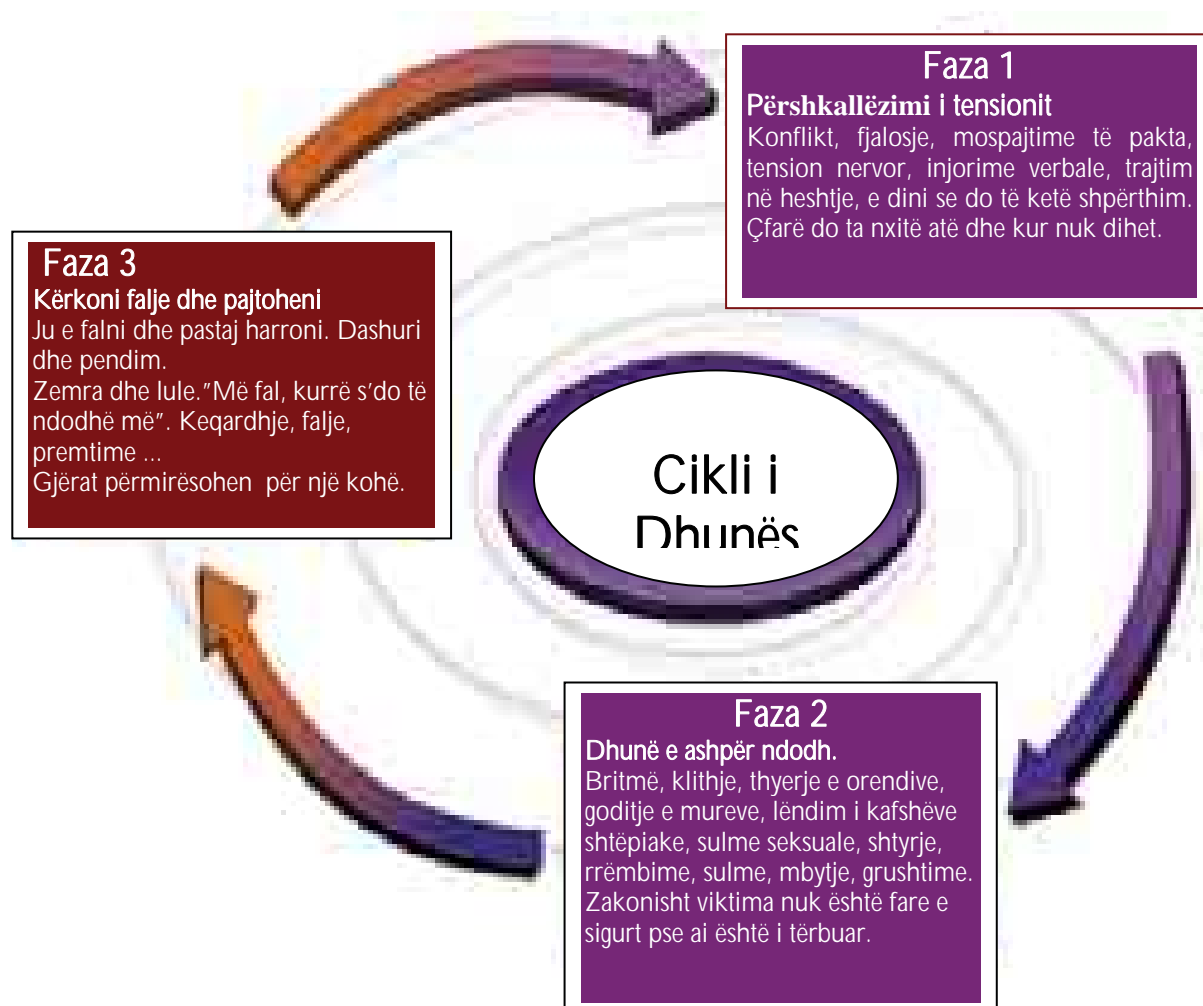 Faza 1
Përshkallëzimi i tensionit
Konflikt, fjalosje, mospajtime të pakta,
tension nervor, injorime verbale, trajtim
në heshtje, e dini se do të ketë shpërthim.
Çfarë do ta nxitë atë dhe kur nuk dihet.
Faza 3
Kërkoni falje dhe pajtoheni
Ju e falni dhe pastaj harroni. Dashuri
dhe pendim.
Zemra dhe lule."Më fal, kurrë s'do të
ndodhë më". Keqardhje, falje,
premtime ...
Gjërat përmirësohen për një kohë.
Cikli i
Dhunës
Faza 2
Dhunë e ashpër ndodh.
Britmë, klithje, thyerje e orendive,
goditje e mureve, lëndim i kafshëve
shtëpiake, sulme seksuale, shtyrje,
rrëmbime, sulme, mbytje, grushtime.
Zakonisht viktima nuk është fare e
sigurt pse ai është i tërbuar.